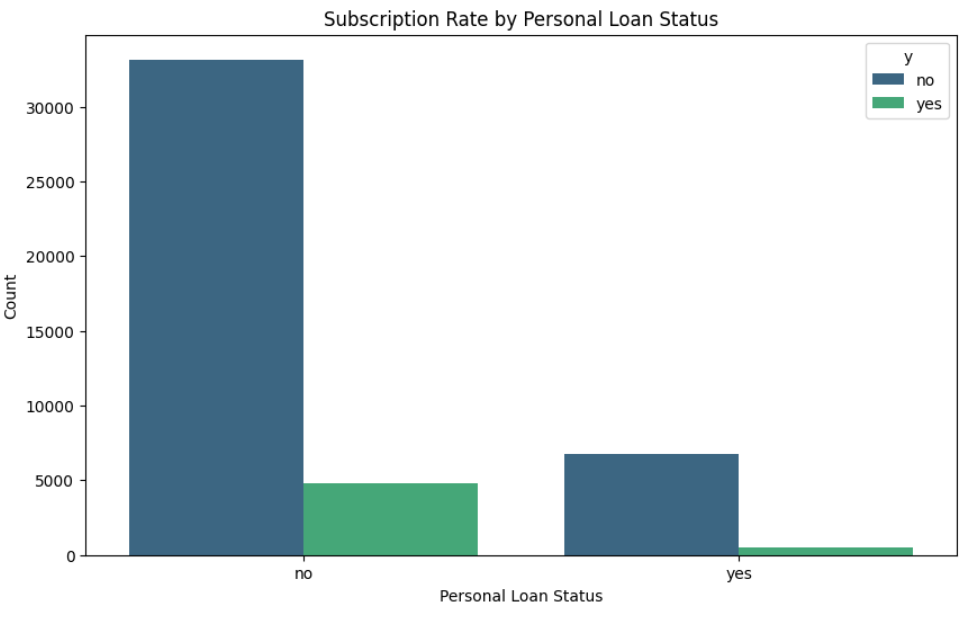 Subscription Rate by Personal Loan Status
y
no
yes
30000
25000
20000
15000
10000
5000
0
Count
no yes
Personal Loan Status